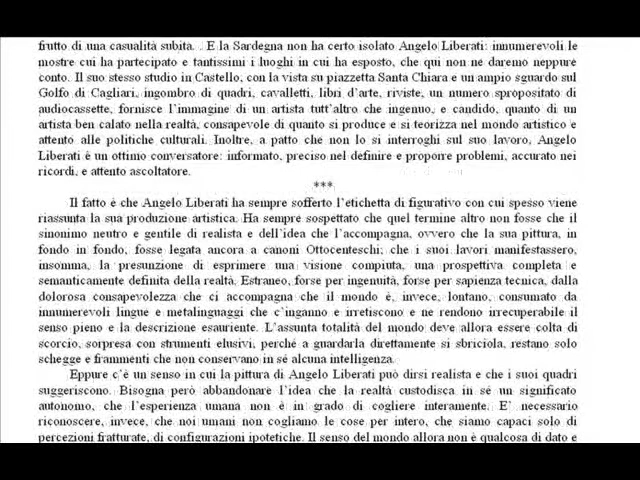 frutto di una casualità subita. . E la Sardegna non ha certo isolato Angelo Liberati: innumerevoli le
mostre cui ha partecipato e tantissimi i luoghi in cui ha esposto, che qui non ne daremo neppure
conto. Il suo stesso studio in Castello, con la vista su piazzetta Santa Chiara e un ampio sguardo sul
Golfo di Cagliari, ingombro di quadri, cavalletti, libri d'arte, riviste, un numero spropositato di
audiocassette, fornisce l'immagine di un artista tutt'altro che ingenuo, e candido, quanto di un
artista ben calato nella realtà, consapevole di quanto si produce e si teorizza nel mondo artistico e
attento alle politiche culturali. Inoltre, a patto che non lo si interroghi sul suo lavoro, Angelo
Liberati è un ottimo conversatore: informato, preciso nel definire e proporre problemi, accurato nei
ricordi, e attento ascoltatore.
***
Il fatto è che Angelo Liberati ha sempre sofferto l'etichetta di figurativo con cui spesso viene
riassunta la sua produzione artistica. Ha sempre sospettato che quel termine altro non fosse che il
sinonimo neutro e gentile di realista e dell'idea che l'accompagna, ovvero che la sua pittura, in
fondo in fondo, fosse legata ancora a canoni Ottocenteschi; che i suoi lavori manifestassero,
insomma, la presunzione di esprimere una visione compiuta, una prospettiva completa e
semanticamente definita della realtà. Estraneo, forse per ingenuità, forse per sapienza tecnica, dalla
dolorosa consapevolezza che ci accompagna che il mondo è, invece, lontano, consumato da
innumerevoli lingue e metalinguaggi che c'ingannano e irretiscono e ne rendono irrecuperabile il
senso pieno e la descrizione esauriente. L'assunta totalità del mondo deve allora essere colta di
scorcio, sorpresa con strumenti elusivi, perché a guardarla direttamente si sbriciola, restano solo
schegge e frammenti che non conservano in sé alcuna intelligenza.
Eppure c'è un senso in cui la pittura di Angelo Liberati può dirsi realista e che i suoi quadri
suggeriscono. Bisogna però abbandonare l'idea che la realtà custodisca in sé un significato
autonomo, che l'esperienza umana non è in grado di cogliere interamente. E' necessario
riconoscere, invece, che noi umani non cogliamo le cose per intero, che siamo capaci solo di
percezioni fratturate, di configurazioni ipotetiche. Il senso del mondo allora non è qualcosa di dato e